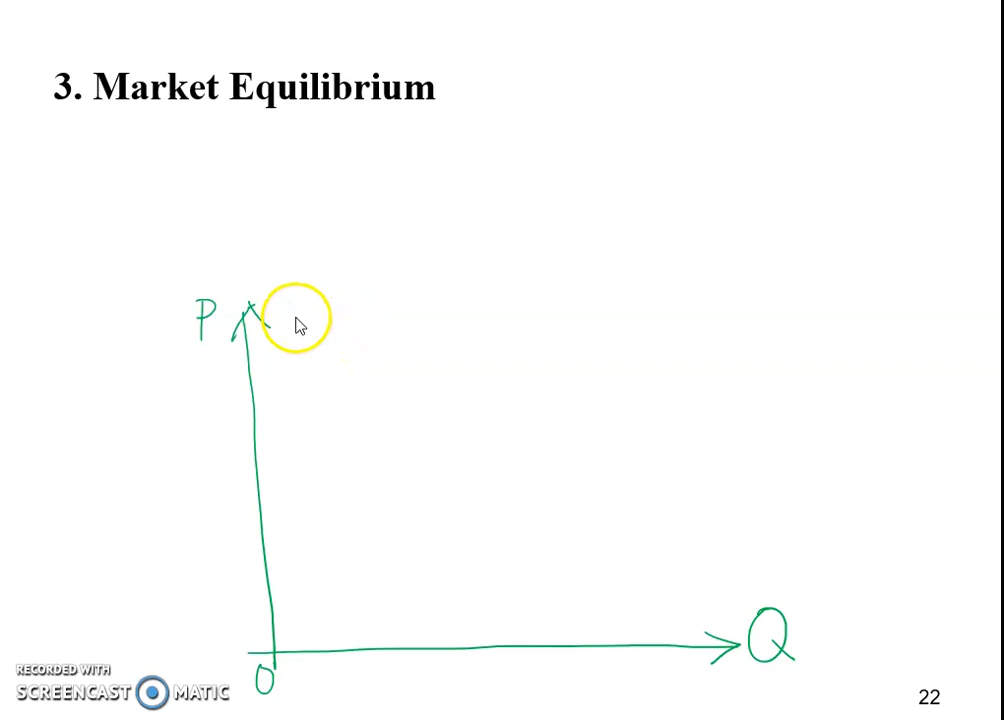 3. Market Equilibrium
P
Q
0
RECORDED WITH
SCREENCAST MATIC
22